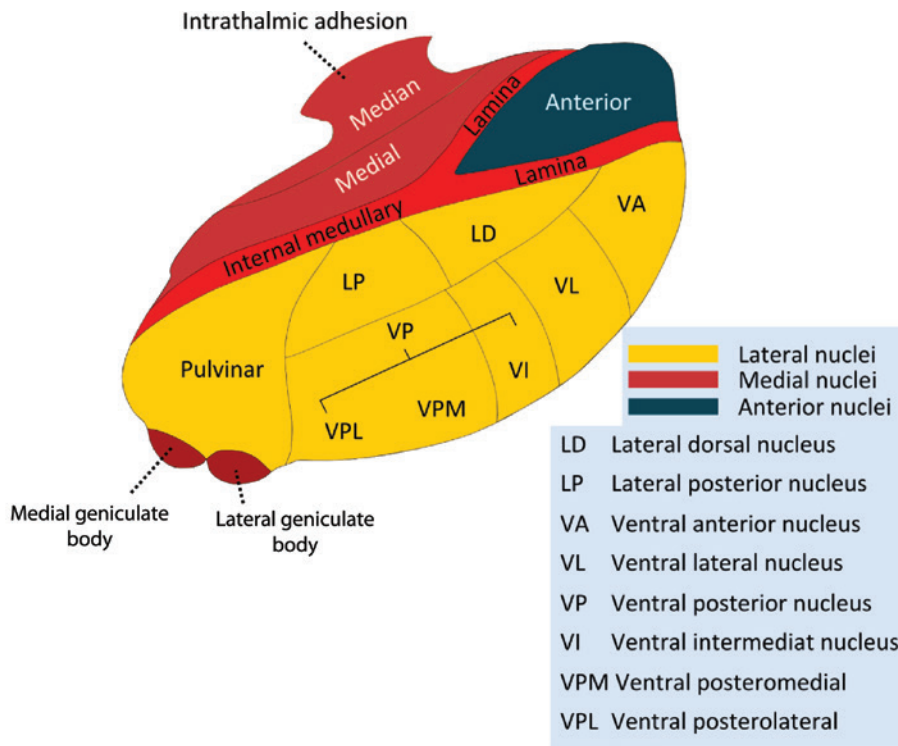 Intrathalmic adhesion
Median
Lamina
Anterior
Medial
Lamina
Internal medullary
VA
LD
LP
VL
VP
Pulvinar
VI
VPL
VPM
Medial geniculate
body
Lateral geniculate
body
Lateral nuclei
Medial nuclei
Anterior nuclei
LD Lateral dorsal nucleus
LP Lateral posterior nucleus
VA Ventral anterior nucleus
VL Ventral lateral nucleus
VP Ventral posterior nucleus
VI Ventral intermediat nucleus
VPM Ventral posteromedial
VPL Ventral posterolateral